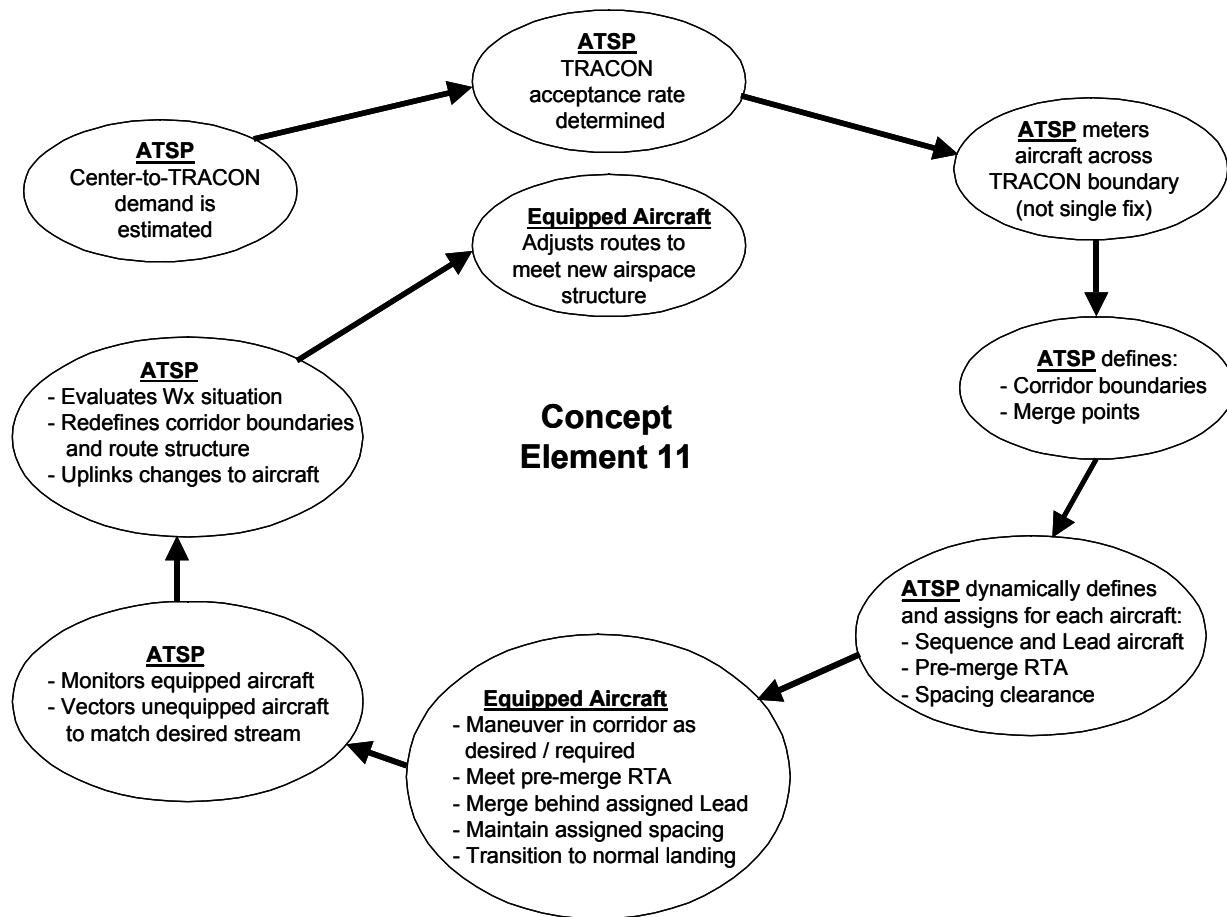 ATSP
TRACON
acceptance rate
determined
ATSP
Center-to-TRACON
demand is
estimated
ATSP meters
aircraft across
TRACON boundary
(not single fix)
Equipped Aircraft
Adjusts routes to
meet new airspace
structure
ATSP
- Evaluates Wx situation
- Redefines corridor boundaries
and route structure
- Uplinks changes to aircraft
ATSP defines:
- Corridor boundaries
- Merge points
Concept
Element 11
ATSP dynamically defines
and assigns for each aircraft:
- Sequence and Lead aircraft
- Pre-merge RTA
- Spacing clearance
ATSP
- Monitors equipped aircraft
- Vectors unequipped aircraft
to match desired stream
Equipped Aircraft
- Maneuver in corridor as
desired / required
- Meet pre-merge RTA
- Merge behind assigned Lead
- Maintain assigned spacing
- Transition to normal landing